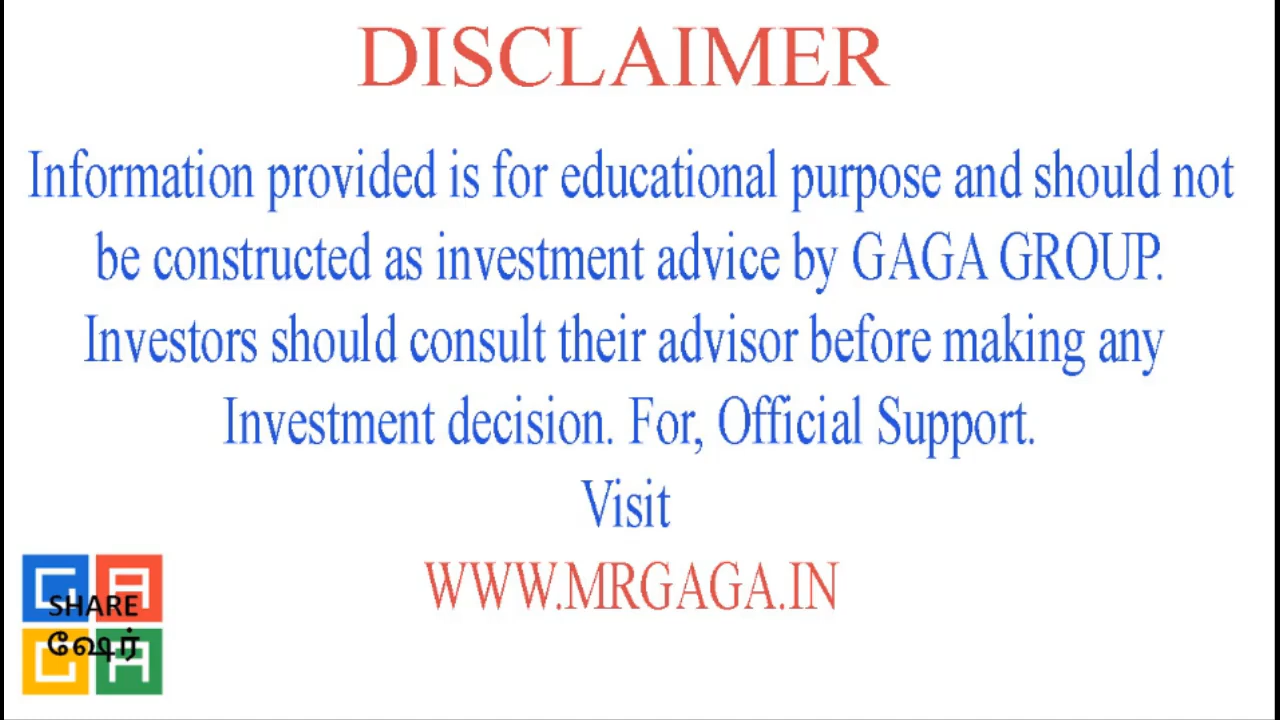 DISCLAIMER
Information provided is for educational purpose and should not
be constructed as investment advice by GAGA GROUP.
Investors should consult their advisor before making any
Investment decision. For, Official Support.
Visit
WWW.MRGAGA.IN
G A
SHARE
ஷேர்
G A